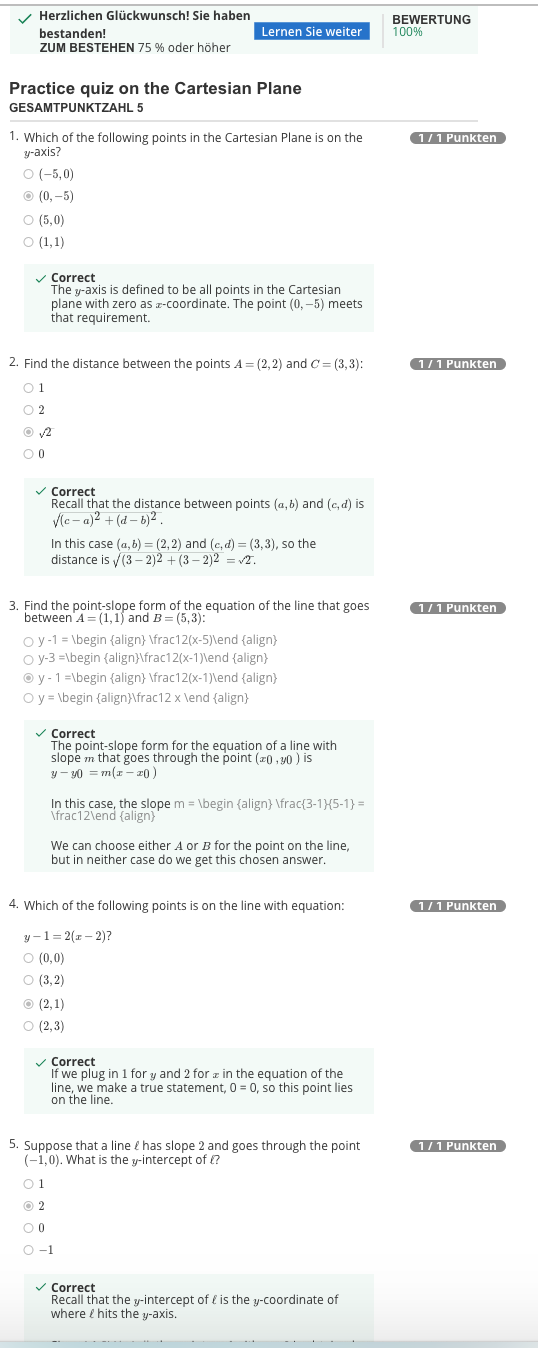 Herzlichen Glückwunsch! Sie haben
bestanden!
ZUM BESTEHEN 75 % oder höher
Lernen Sie weiter
BEWERTUNG
100%
Practice quiz on the Cartesian Plane
GESAMTPUNKTZAHL 5
1. Which of the following points in the Cartesian Plane is on the
y-axis?
1 / 1 Punkten
(−5,0)
(0,−5)
(5,0)
(1,1)
Correct
The y-axis is defined to be all points in the Cartesian
plane with zero as x-coordinate. The point (0,−5) meets
that requirement.
2. Find the distance between the points A = (2,2) and C = (3,3):
1 / 1 Punkten
1
2
√2
0
Correct
Recall that the distance between points (a,b) and (c,d) is
√(c − a)2 + (d − b)2 .
In this case (a,b) = (2,2) and (c,d) = (3,3), so the
distance is √(3 − 2)2 + (3 − 2)2 = √2.
3. Find the point-slope form of the equation of the line that goes
between A = (1,1) and B = (5,3):
1 / 1 Punkten
y -1 = \begin {align} \frac12(x-5)\end {align}
y-3 =\begin {align}\frac12(x-1)\end {align}
y - 1 =\begin {align} \frac12(x-1)\end {align}
y = \begin {align}\frac12 x \end {align}
Correct
The point-slope form for the equation of a line with
slope m that goes through the point (x0 ,y0 ) is
y − y0 = m(x − x0 )
In this case, the slope m = \begin {align} \frac{3-1}{5-1} =
\frac12\end {align}
We can choose either A or B for the point on the line,
but in neither case do we get this chosen answer.
4. Which of the following points is on the line with equation:
1 / 1 Punkten
y − 1 = 2(x − 2)?
(0,0)
(3,2)
(2,1)
(2,3)
Correct
If we plug in 1 for y and 2 for x in the equation of the
line, we make a true statement, 0 = 0, so this point lies
on the line.
5. Suppose that a line ℓ has slope 2 and goes through the point
(−1,0). What is the y-intercept of ℓ?
1 / 1 Punkten
1
2
0
−1
Correct
Recall that the y-intercept of ℓ is the y-coordinate of
where ℓ hits the y-axis.